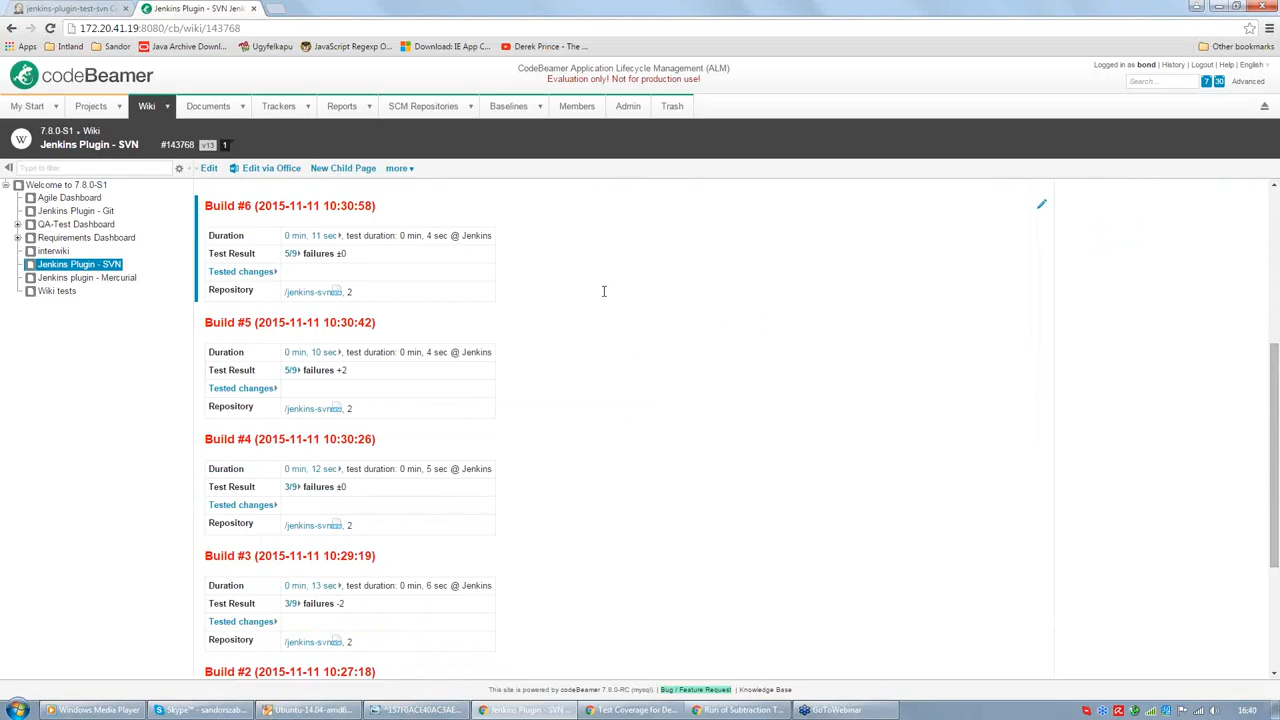 jenkins-plugin-test-svn C
Jenkins Plugin - SVN Jenk
172.20.41.19:8080/cb/wiki/143768
Apps
Intland
Sandor
Java Archive Downl...
Ugyfelkapu
JavaScript Regexp O...
Download: IE App C...
Derek Prince - The ...
Other bookmarks
codeBeamer
CodeBeamer Application Lifecycle Management (ALM)
Evaluation only! Not for production use!
Logged in as bond | History | Logout | Help | English
Search...
7
30
Advanced
My Start
Projects
Wiki
Documents
Trackers
Reports
SCM Repositories
Baselines
Members
Admin
Trash
W
7.8.0-S1 » Wiki
Jenkins Plugin - SVN
#143768
v13
1
Type to filter
Edit
Edit via Office
New Child Page
more
Welcome to 7.8.0-S1
Agile Dashboard
Jenkins Plugin - Git
QA-Test Dashboard
Requirements Dashboard
interwiki
Jenkins Plugin - SVN
Jenkins plugin - Mercurial
Wiki tests
Build #6 (2015-11-11 10:30:58)
Duration 0 min, 11 sec, test duration: 0 min, 4 sec @ Jenkins
Test Result 5/9 failures ±0
Tested changes
Repository /jenkins-svn, 2
Build #5 (2015-11-11 10:30:42)
Duration 0 min, 10 sec, test duration: 0 min, 4 sec @ Jenkins
Test Result 5/9 failures +2
Tested changes
Repository /jenkins-svn, 2
Build #4 (2015-11-11 10:30:26)
Duration 0 min, 12 sec, test duration: 0 min, 5 sec @ Jenkins
Test Result 3/9 failures ±0
Tested changes
Repository /jenkins-svn, 2
Build #3 (2015-11-11 10:29:19)
Duration 0 min, 13 sec, test duration: 0 min, 6 sec @ Jenkins
Test Result 3/9 failures -2
Tested changes
Repository /jenkins-svn, 2
Build #2 (2015-11-11 10:27:18)
This site is powered by codeBeamer 7.8.0-RC (mysql). | Bug / Feature Request | Knowledge Base
Windows Media Player
Skype™ - sandorszab...
Ubuntu-14.04-amd6...
*157F0ACE40AC3AE...
Jenkins Plugin - SVN ...
Test Coverage for De...
Run of Subtraction T...
GoToWebinar
16:40